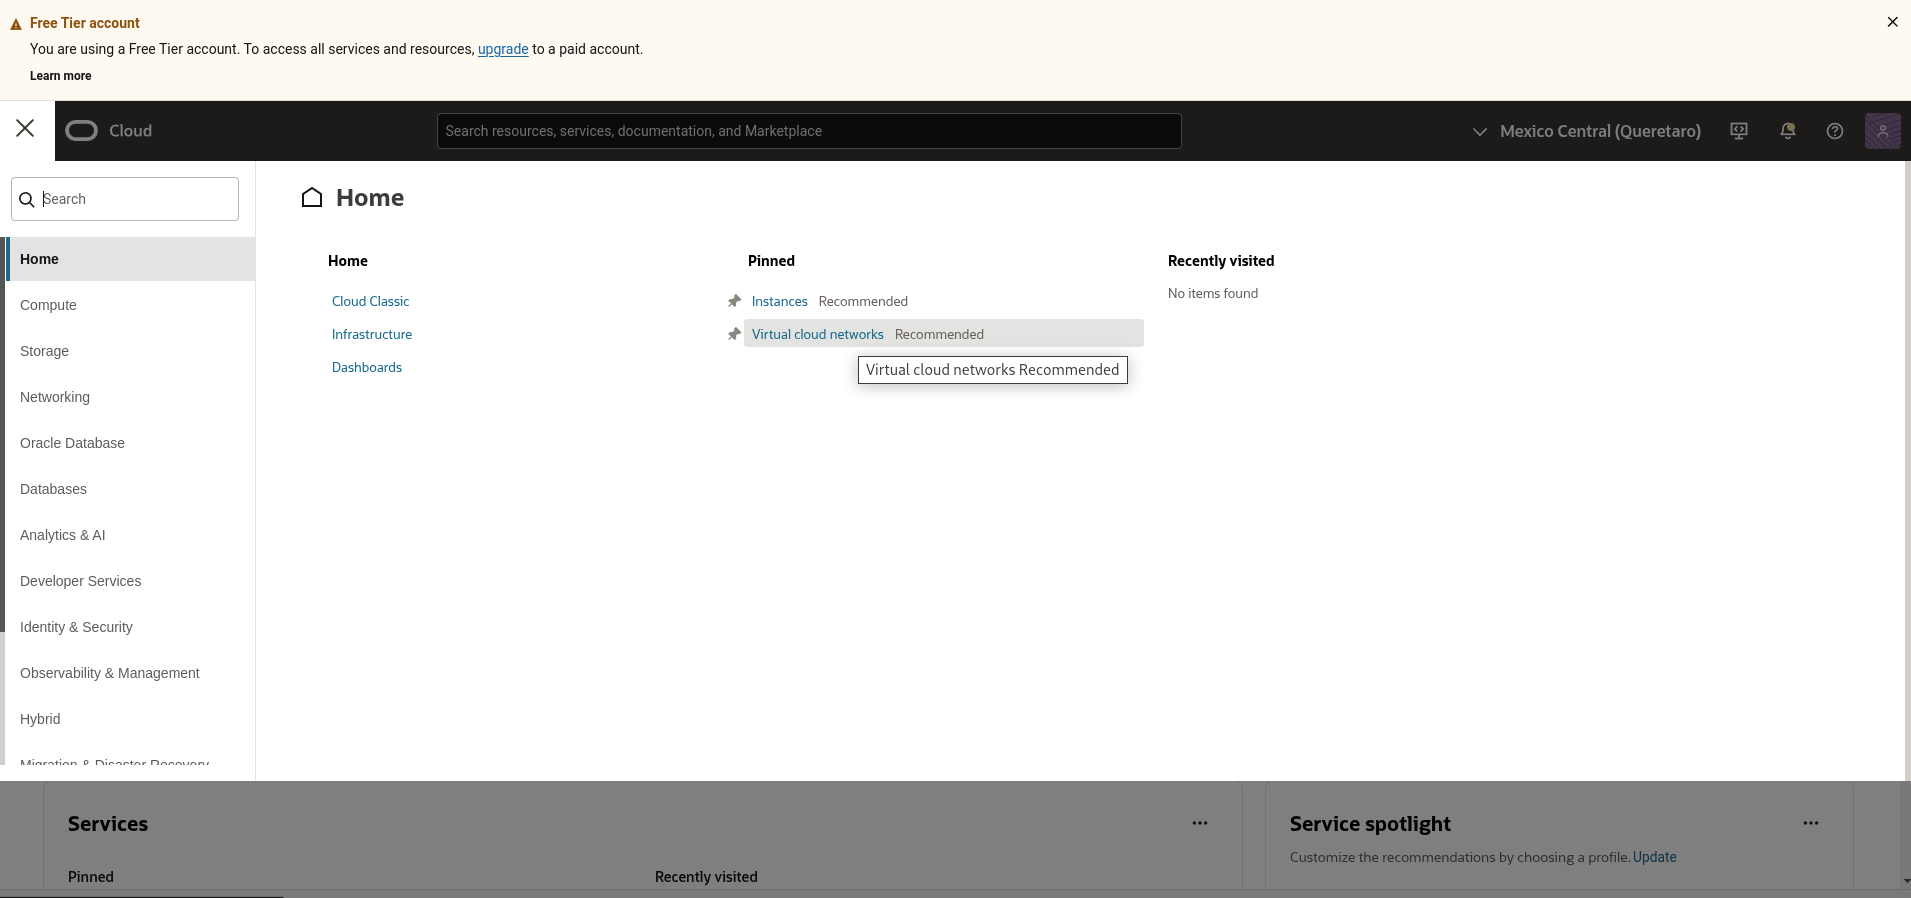 Free Tier account
You are using a Free Tier account. To access all services and resources, upgrade to a paid account.
Learn more
Cloud
Search resources, services, documentation, and Marketplace
Mexico Central (Queretaro)
Search
Home
Compute
Storage
Networking
Oracle Database
Databases
Analytics & AI
Developer Services
Identity & Security
Observability & Management
Hybrid
Migration & Disaster Recovery
Home
Home
Cloud Classic
Infrastructure
Dashboards
Pinned
Instances Recommended
Virtual cloud networks Recommended
Virtual cloud networks Recommended
Recently visited
No items found
Services
Pinned
Recently visited
Service spotlight
Customize the recommendations by choosing a profile. Update